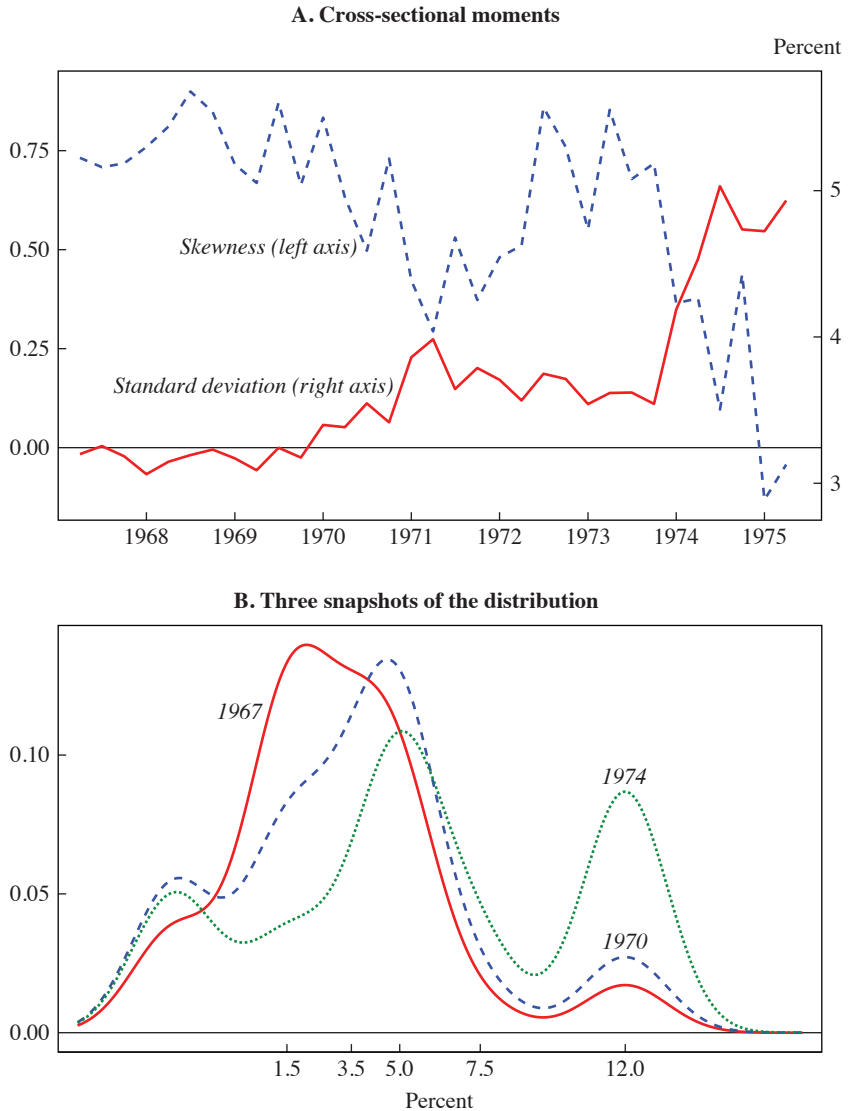 A. Cross-sectional moments
Percent
0.75
5
Skewness (left axis)
0.50
4
0.25
Standard deviation (right axis)
0.00
3
1968 1969 1970 1971 1972 1973 1974 1975
B. Three snapshots of the distribution
1967
0.10
1974
0.05
1970
0.00
1.5 3.5 5.0 7.5 12.0
Percent